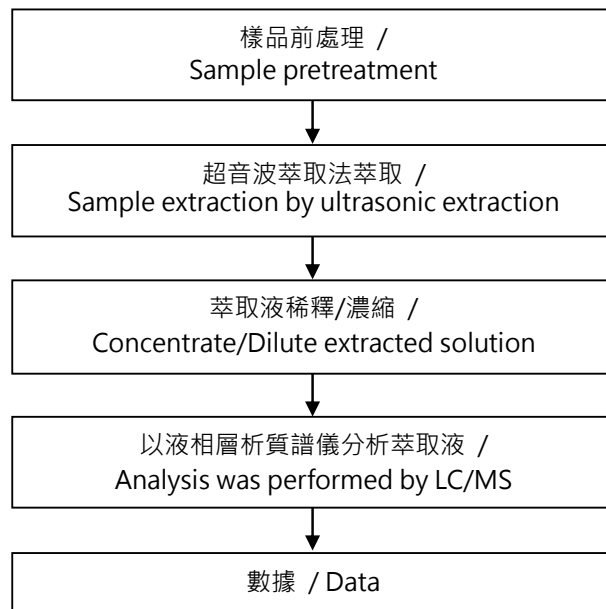 樣品前處理 /
Sample pretreatment
超音波萃取法萃取 /
Sample extraction by ultrasonic extraction
萃取液稀釋/濃縮 /
Concentrate/Dilute extracted solution
以液相層析質譜儀分析萃取液 /
Analysis was performed by LC/MS
數據 / Data